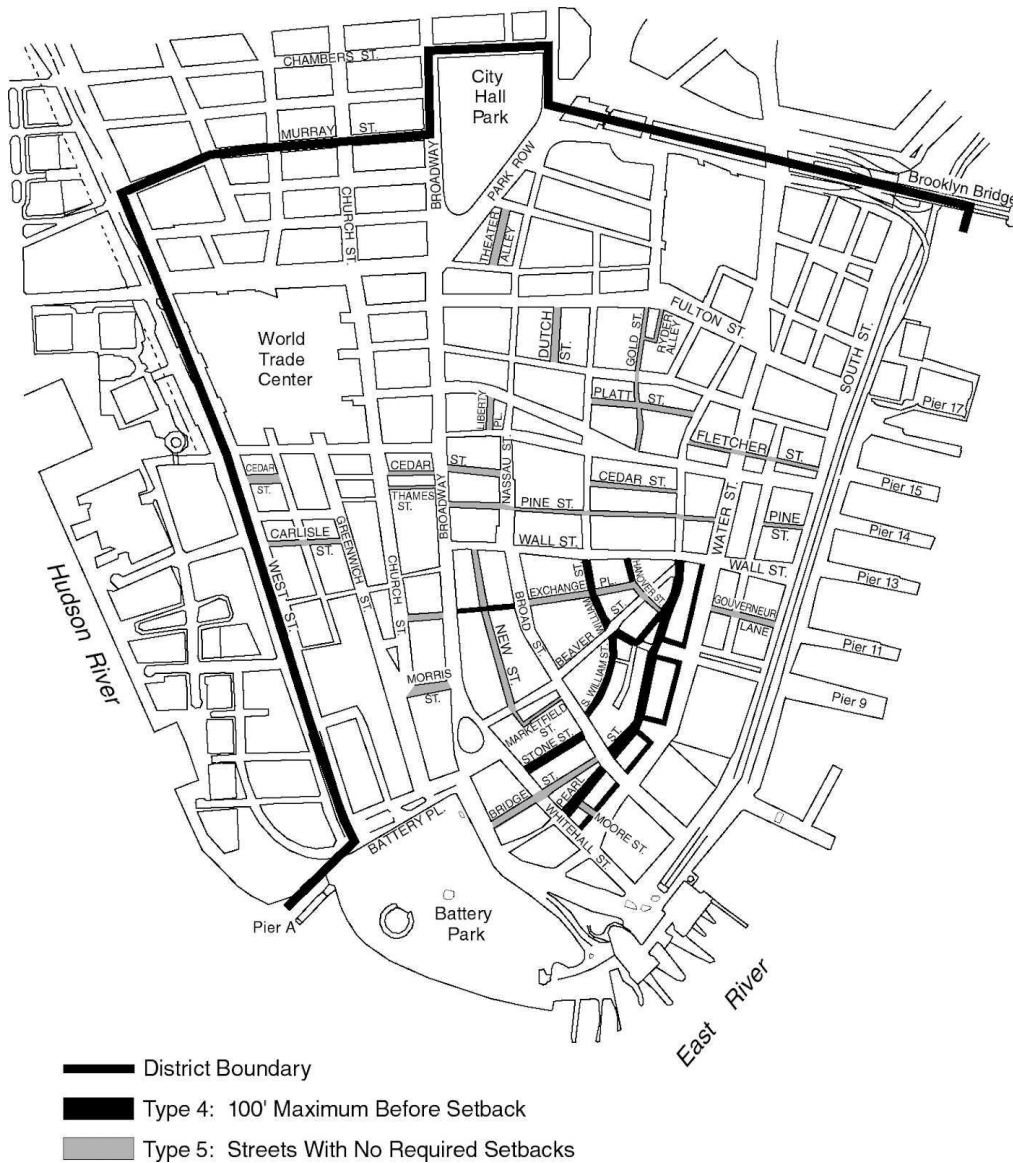 CHAMBERS ST.
City
Hall
Park
MURRAY ST.
BROADWAY
PARK ROW
Brooklyn Bridge
CHURCH ST.
THEATER
ALLEY
World
Trade
Center
DUTCH
ST.
GOLD ST.
RYDER
ALLEY
FULTON ST.
SOUTH ST.
PLATT ST.
Pier 17
LIBERTY
PL.
NASSAU ST.
FLETCHER ST.
CEDAR
ST.
CEDAR ST.
THAMES
ST.
CEDAR ST.
Pier 15
BROADWAY
PINE ST.
WATER ST.
PINE
ST.
Pier 14
CARLISLE
ST.
GREENWICH ST.
WALL ST.
WALL ST.
Hudson River
WEST ST.
CHURCH ST.
EXCHANGE PL.
HANOVER ST.
WILLIAM ST.
Pier 13
GOUVERNEUR
LANE
NEW ST.
BROAD ST.
BEAVER ST.
Pier 11
MORRIS
ST.
S. WILLIAM ST.
Pier 9
MARKETFIELD
ST.
STONE ST.
BRIDGE ST.
PEARL ST.
WHITEHALL ST.
MOORE ST.
BATTERY PL.
Pier A
Battery
Park
East River
District Boundary
Type 4: 100' Maximum Before Setback
Type 5: Streets With No Required Setbacks